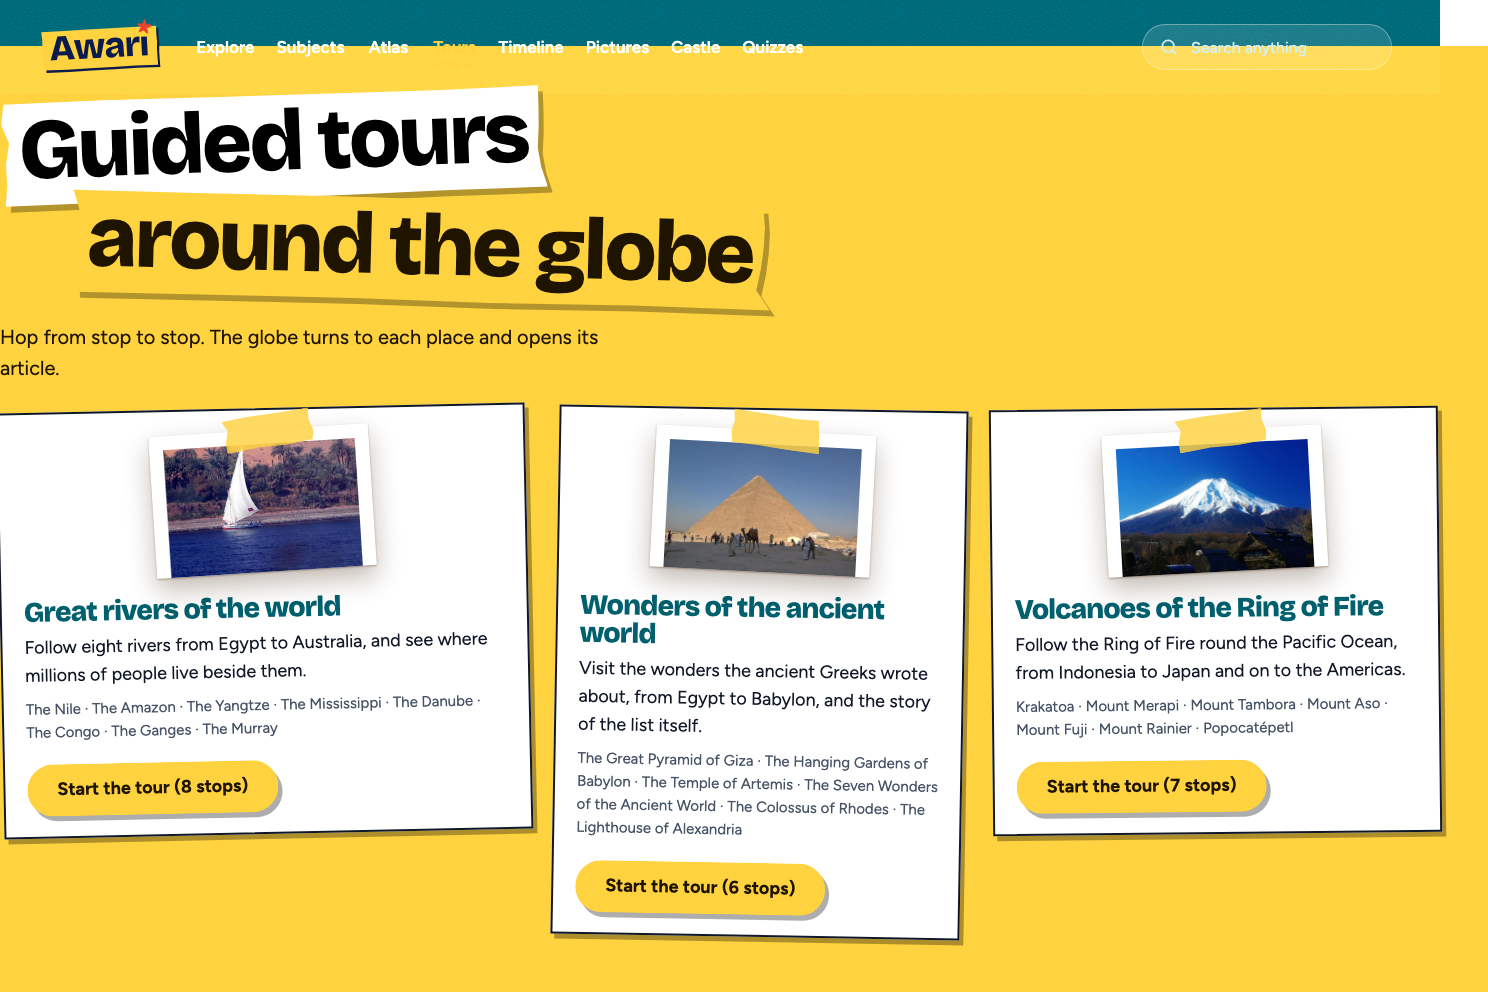 Awari
Explore Subjects Atlas Tours Timeline Pictures Castle Quizzes
Search anything
Guided tours
around the globe
Hop from stop to stop. The globe turns to each place and opens its
article.
Great rivers of the world
Follow eight rivers from Egypt to Australia, and see where
millions of people live beside them.
The Nile · The Amazon · The Yangtze · The Mississippi · The Danube ·
The Congo · The Ganges · The Murray
Start the tour (8 stops)
Wonders of the ancient
world
Visit the wonders the ancient Greeks wrote
about, from Egypt to Babylon, and the story
of the list itself.
The Great Pyramid of Giza · The Hanging Gardens of
Babylon · The Temple of Artemis · The Seven Wonders
of the Ancient World · The Colossus of Rhodes · The
Lighthouse of Alexandria
Start the tour (6 stops)
Volcanoes of the Ring of Fire
Follow the Ring of Fire round the Pacific Ocean,
from Indonesia to Japan and on to the Americas.
Krakatoa · Mount Merapi · Mount Tambora · Mount Aso ·
Mount Fuji · Mount Rainier · Popocatépetl
Start the tour (7 stops)